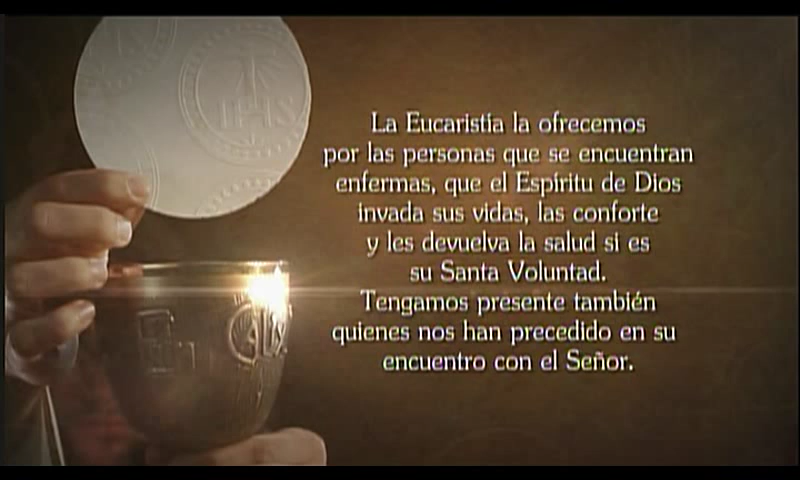 IHS
La Eucaristía la ofrecemos
por las personas que se encuentran
enfermas, que el Espíritu de Dios
invada sus vidas, las conforte
y les devuelva la salud si es
su Santa Voluntad.
Tengamos presente también
quienes nos han precedido en su
encuentro con el Señor.